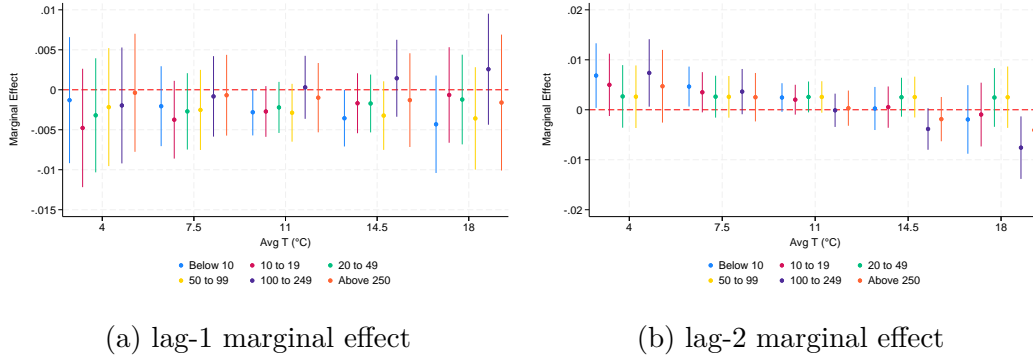 .01
.005
0
-.005
-.01
-.015
Marginal Effect
4
7.5
11
14.5
18
Avg T (°C)
Below 10
10 to 19
20 to 49
50 to 99
100 to 249
Above 250
(a) lag-1 marginal effect
.02
.01
0
-.01
-.02
Marginal Effect
4
7.5
11
14.5
18
Avg T (°C)
Below 10
10 to 19
20 to 49
50 to 99
100 to 249
Above 250
(b) lag-2 marginal effect